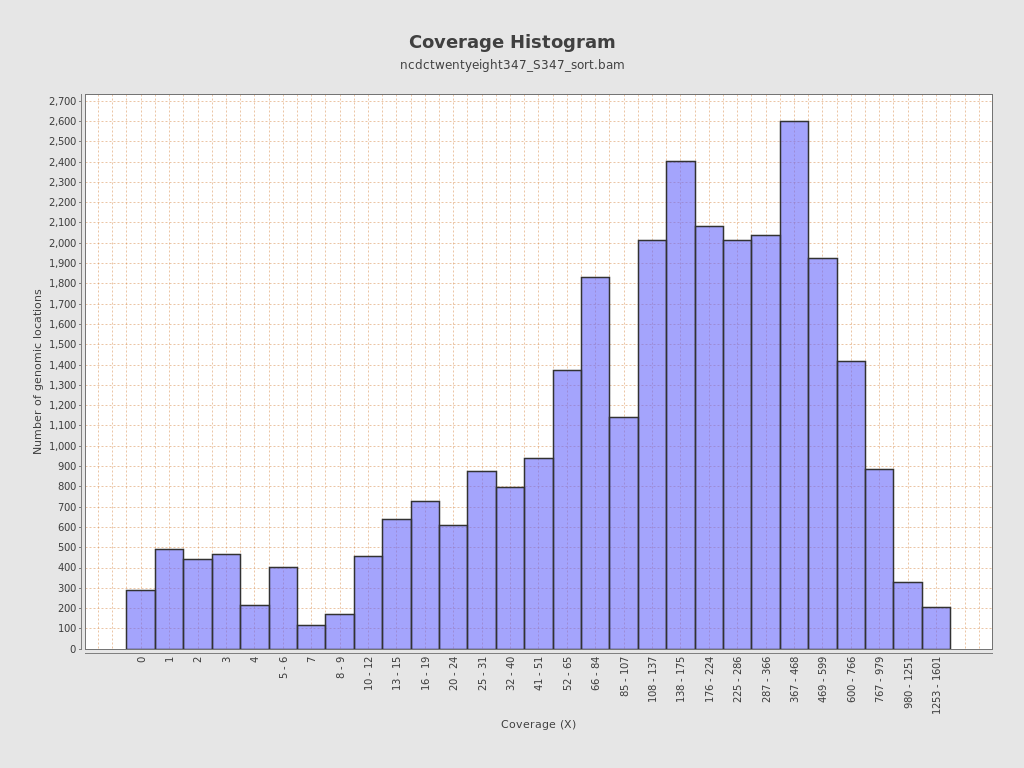 Coverage Histogram
ncdctwentyeight347_S347_sort.bam
2,700
2,600
2,500
2,400
2,300
2,200
2,100
2,000
1,900
1,800
1,700
1,600
1,500
1,400
1,300
1,200
1,100
1,000
900
800
700
600
500
400
300
200
100
0
Number of genomic locations
0
1
2
3
4
5 - 6
7
8 - 9
10 - 12
13 - 15
16 - 19
20 - 24
25 - 31
32 - 40
41 - 51
52 - 65
66 - 84
85 - 107
108 - 137
138 - 175
176 - 224
225 - 286
287 - 366
367 - 468
469 - 599
600 - 766
767 - 979
980 - 1251
1253 - 1601
Coverage (X)